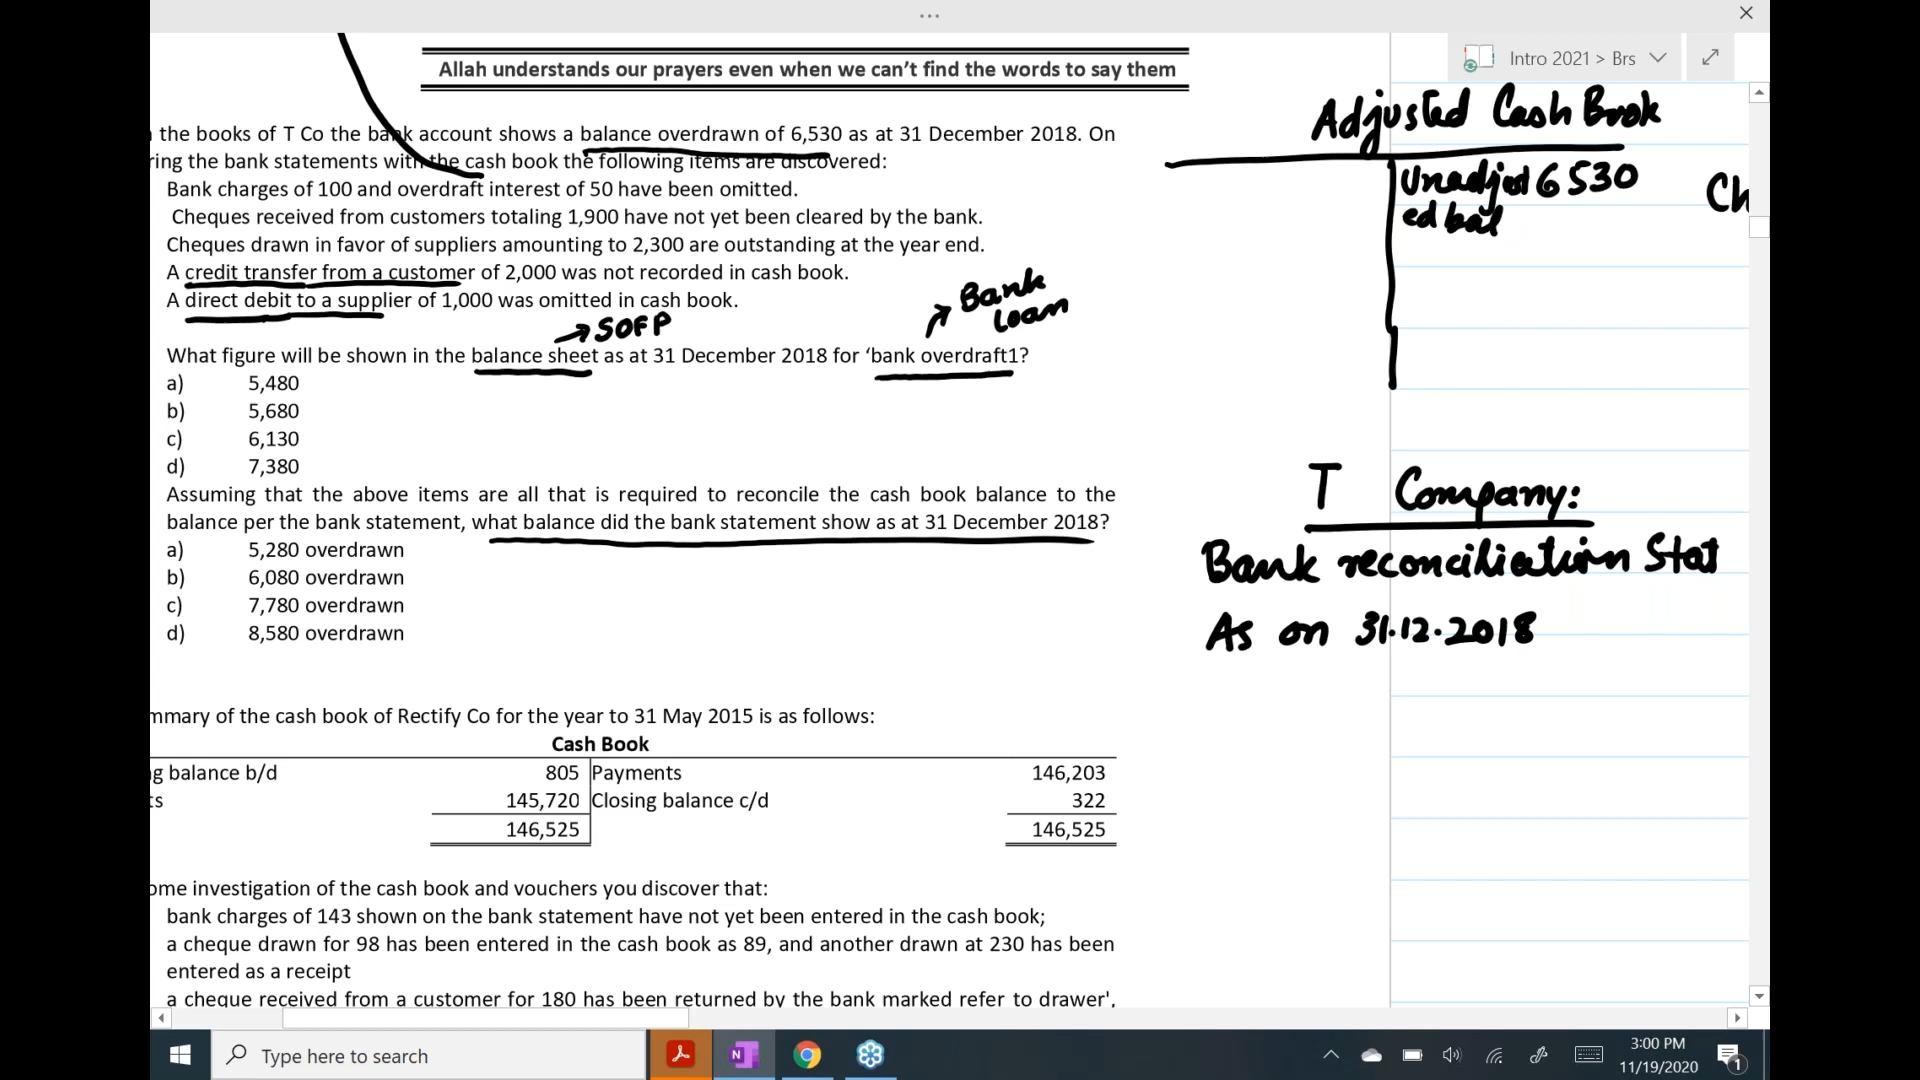 Intro 2021 > Brs
Allah understands our prayers even when we can't find the words to say them
the books of T Co the bank account shows a balance overdrawn of 6,530 as at 31 December 2018. On
ring the bank statements with the cash book the following items are discovered:
Bank charges of 100 and overdraft interest of 50 have been omitted.
Cheques received from customers totaling 1,900 have not yet been cleared by the bank.
Cheques drawn in favor of suppliers amounting to 2,300 are outstanding at the year end.
A credit transfer from a customer of 2,000 was not recorded in cash book.
A direct debit to a supplier of 1,000 was omitted in cash book.
→ SOFP
Bank
Loan
What figure will be shown in the balance sheet as at 31 December 2018 for ‘bank overdraft1?
a) 5,480
b) 5,680
c) 6,130
d) 7,380
Assuming that the above items are all that is required to reconcile the cash book balance to the
balance per the bank statement, what balance did the bank statement show as at 31 December 2018?
a) 5,280 overdrawn
b) 6,080 overdrawn
c) 7,780 overdrawn
d) 8,580 overdrawn
Adjusted Cash Book
Unadjust 6530
ed bal
Ch
T Company:
Bank reconciliation Stat
As on 31.12.2018
mmary of the cash book of Rectify Co for the year to 31 May 2015 is as follows:
Cash Book
g balance b/d 805 Payments 146,203
ts 145,720 Closing balance c/d 322
146,525 146,525
ome investigation of the cash book and vouchers you discover that:
bank charges of 143 shown on the bank statement have not yet been entered in the cash book;
a cheque drawn for 98 has been entered in the cash book as 89, and another drawn at 230 has been
entered as a receipt
a cheque received from a customer for 180 has been returned by the bank marked refer to drawer',
Type here to search
3:00 PM
11/19/2020
1